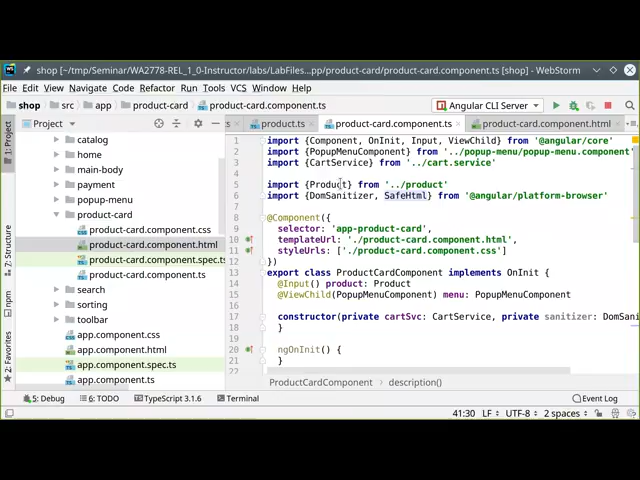 shop [~/tmp/Seminar/WA2778-REL_1_0-Instructor/labs/LabFiles...pp/product-card/product-card.component.ts [shop] - WebStorm
File Edit View Navigate Code Refactor Run Tools VCS Window Help
shop src app product-card product-card.component.ts Angular CLI Server
Project ts product.ts product-card.component.ts product-card.component.html
1: Project
7: Structure
npm
2: Favorites
catalog
home
main-body
payment
popup-menu
product-card
product-card.component.css
product-card.component.html
product-card.component.spec.ts
product-card.component.ts
search
sorting
toolbar
app.component.css
app.component.html
app.component.spec.ts
app.component.ts
1 import {Component, OnInit, Input, ViewChild} from '@angular/core'
2 import {PopupMenuComponent} from '../popup-menu/popup-menu.component'
3 import {CartService} from '../cart.service'
4
5 import {Product} from '../product'
6 import {DomSanitizer, SafeHtml} from '@angular/platform-browser'
7
8 @Component({
9 selector: 'app-product-card',
10 templateUrl: './product-card.component.html',
11 styleUrls: ['./product-card.component.css']
12 })
13 export class ProductCardComponent implements OnInit {
14 @Input() product: Product
15 @ViewChild(PopupMenuComponent) menu: PopupMenuComponent
16
17 constructor(private cartSvc: CartService, private sanitizer: DomSani
18 }
19
20 ngOnInit() {
21 }
22
ProductCardComponent description()
5: Debug 6: TODO TypeScript 3.1.6 Terminal Event Log
41:30 LF UTF-8 2 spaces